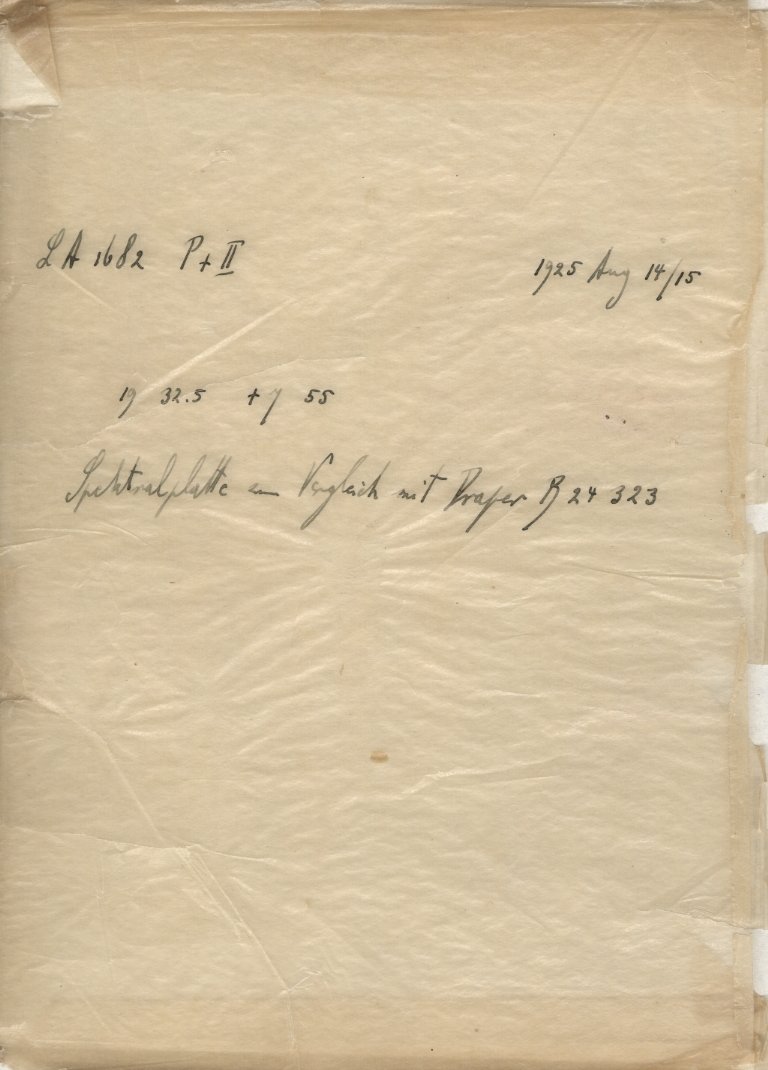 LA 1682 P+II 1925 Aug 14/15
19 32.5 +7 55
Spektralplatte zum Vergleich mit Draper B 24 323